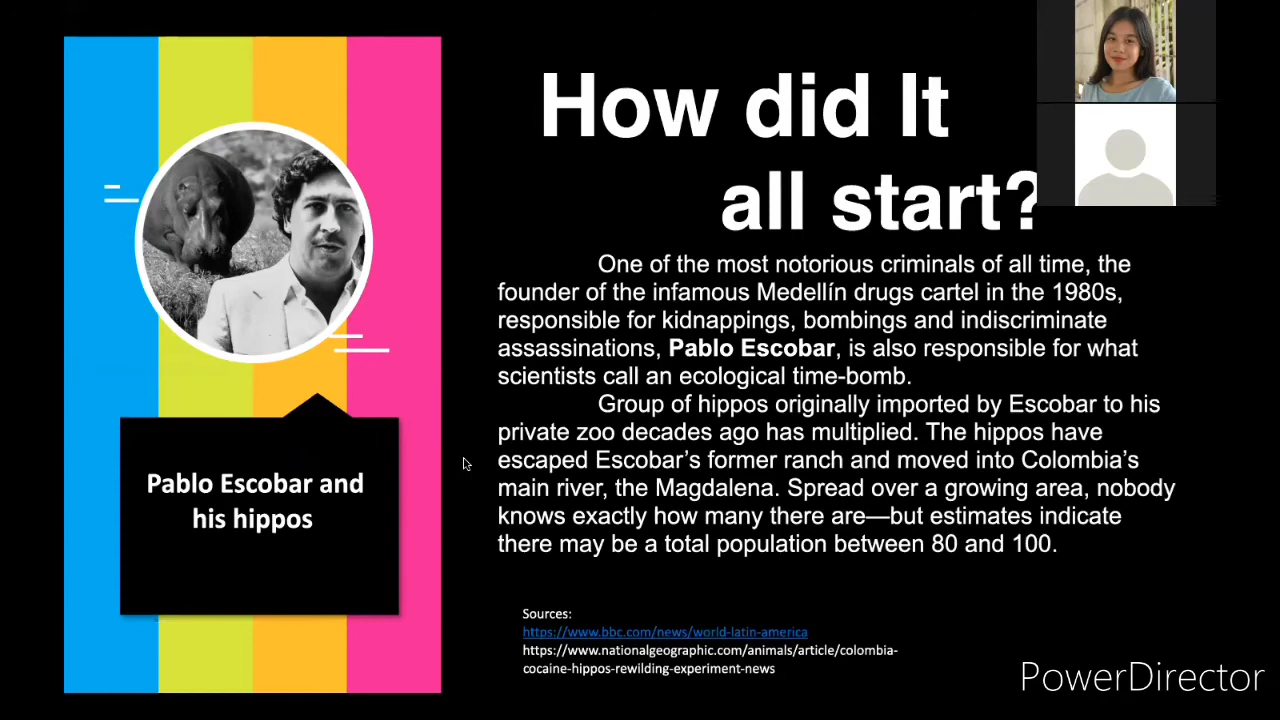 How did It
all start?
One of the most notorious criminals of all time, the
founder of the infamous Medellín drugs cartel in the 1980s,
responsible for kidnappings, bombings and indiscriminate
assassinations, Pablo Escobar, is also responsible for what
scientists call an ecological time-bomb.
Group of hippos originally imported by Escobar to his
private zoo decades ago has multiplied. The hippos have
escaped Escobar’s former ranch and moved into Colombia’s
main river, the Magdalena. Spread over a growing area, nobody
knows exactly how many there are—but estimates indicate
there may be a total population between 80 and 100.
Pablo Escobar and
his hippos
Sources:
https://www.bbc.com/news/world-latin-america
https://www.nationalgeographic.com/animals/article/colombia-
cocaine-hippos-rewilding-experiment-news
PowerDirector